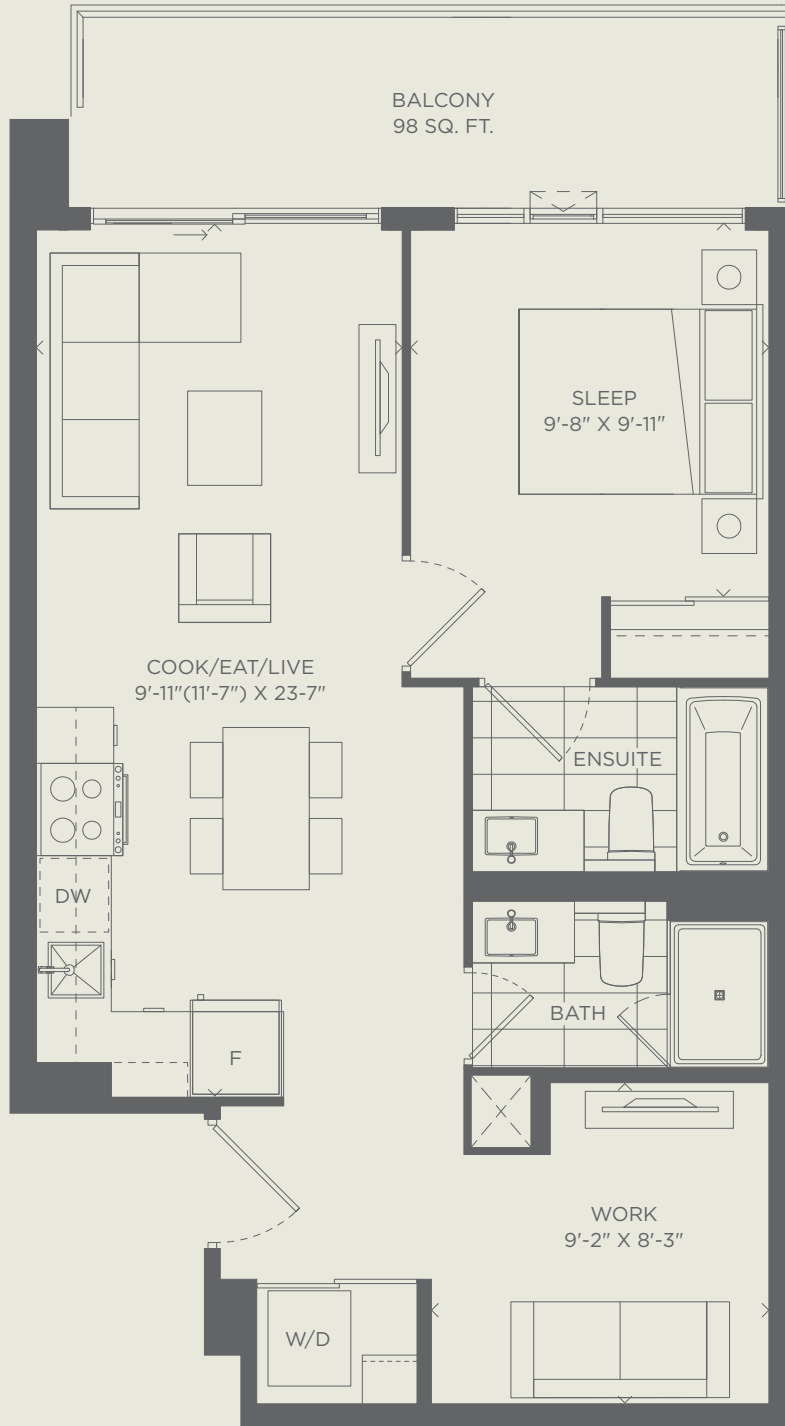 BALCONY
98 SQ. FT.
SLEEP
9'-8" X 9'-11"
COOK/EAT/LIVE
9'-11"(11'-7") X 23-7"
ENSUITE
DW
BATH
F
WORK
9'-2" X 8'-3"
W/D